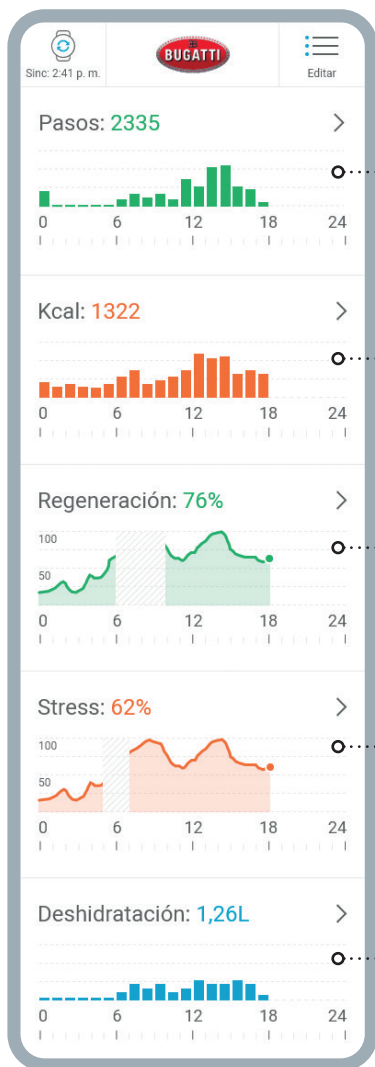 BUGATTI
Sinc: 2:41 p. m.
Editar
Pasos: 2335
0 6 12 18 24
Kcal: 1322
0 6 12 18 24
Regeneración: 76%
100
50
0 6 12 18 24
Stress: 62%
100
50
0 6 12 18 24
Deshidratación: 1,26L
0 6 12 18 24